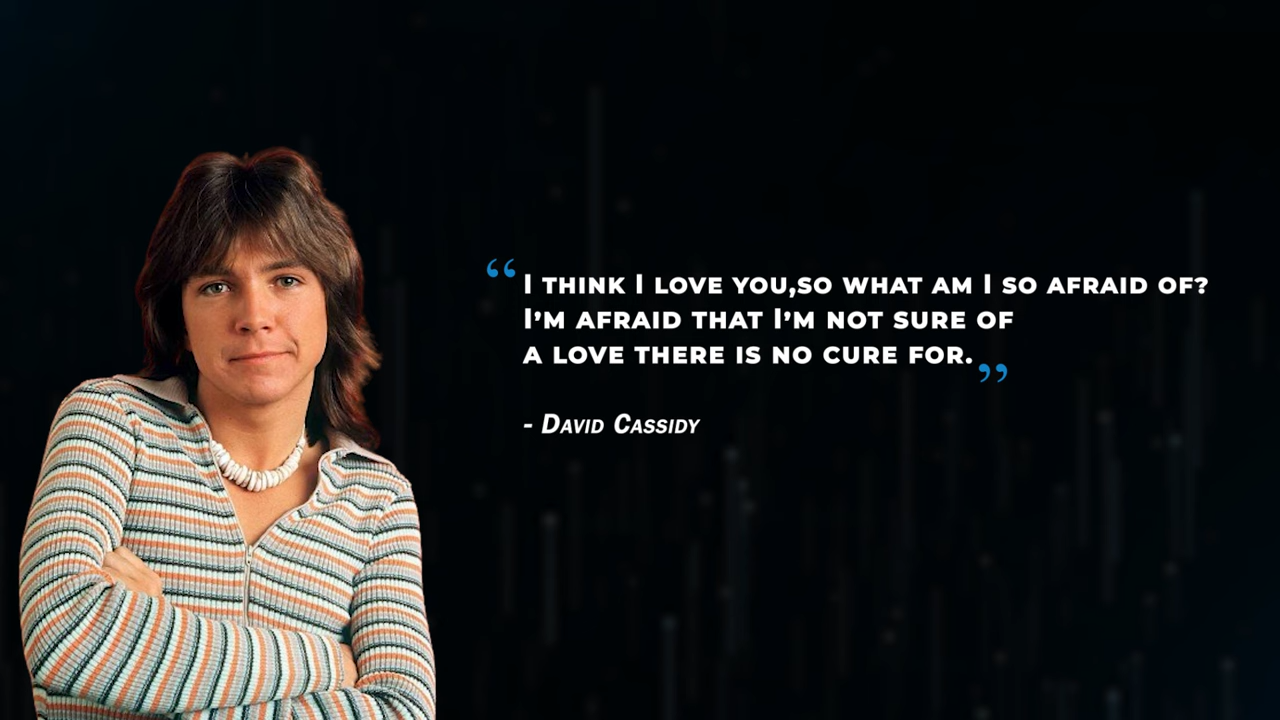 “I THINK I LOVE YOU,SO WHAT AM I SO AFRAID OF?
I’M AFRAID THAT I’M NOT SURE OF
A LOVE THERE IS NO CURE FOR.”
- DAVID CASSIDY